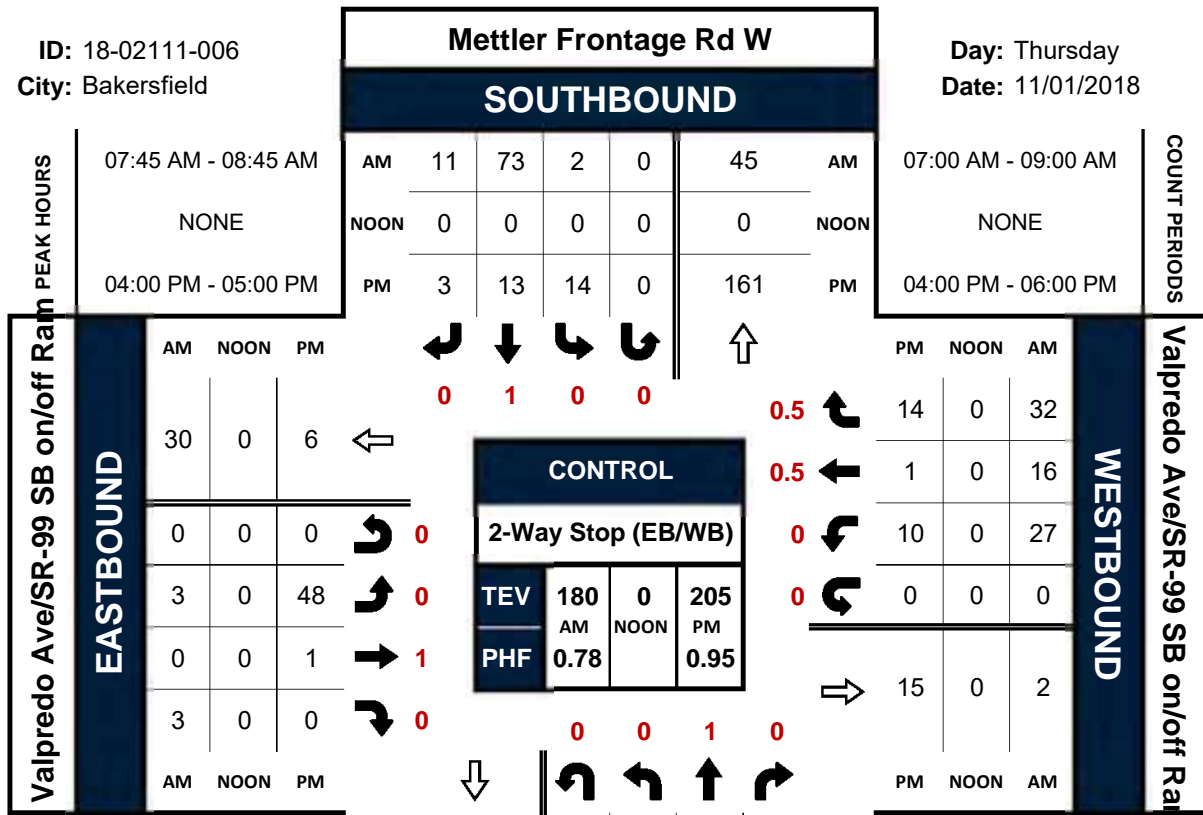 Mettler Frontage Rd W
ID: 18-02111-006
City: Bakersfield
Day: Thursday
Date: 11/01/2018
SOUTHBOUND
PEAK HOURS
07:45 AM - 08:45 AM
NONE
04:00 PM - 05:00 PM
AM 11 73 2 0 45 AM
NOON 0 0 0 0 0 NOON
PM 3 13 14 0 161 PM
COUNT PERIODS
07:00 AM - 09:00 AM
NONE
04:00 PM - 06:00 PM
0 1 0 0
Valpredo Ave/SR-99 SB on/off Ram
EASTBOUND
AM NOON PM
30 0 6
0 0 0 0
3 0 48 0
0 0 1 1
3 0 0 0
AM NOON PM
CONTROL
2-Way Stop (EB/WB)
TEV 180 0 205
AM NOON PM
PHF 0.78 0.95
PM NOON AM
0.5 14 0 32
0.5 1 0 16
0 10 0 27
0 0 0 0
15 0 2
PM NOON AM
WESTBOUND
Valpredo Ave/SR-99 SB on/off Ra
0 0 1 0